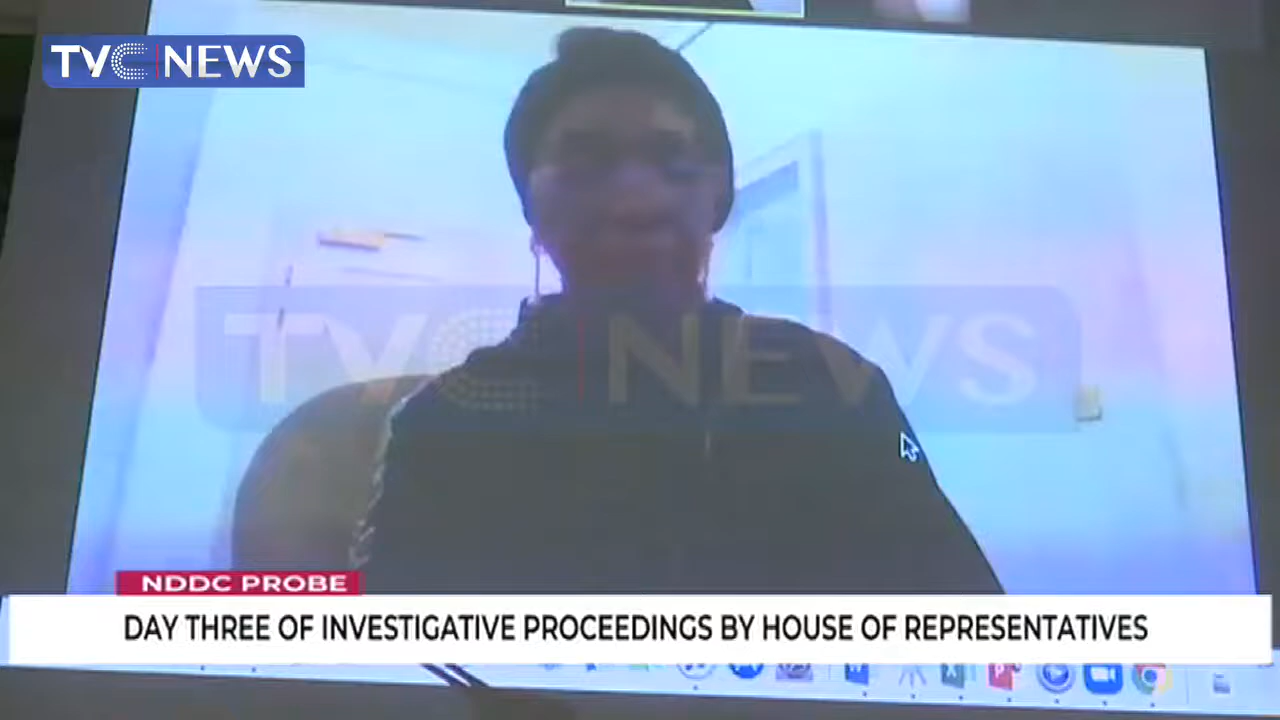 TVC NEWS
TVC NEWS
NDDC PROBE
DAY THREE OF INVESTIGATIVE PROCEEDINGS BY HOUSE OF REPRESENTATIVES